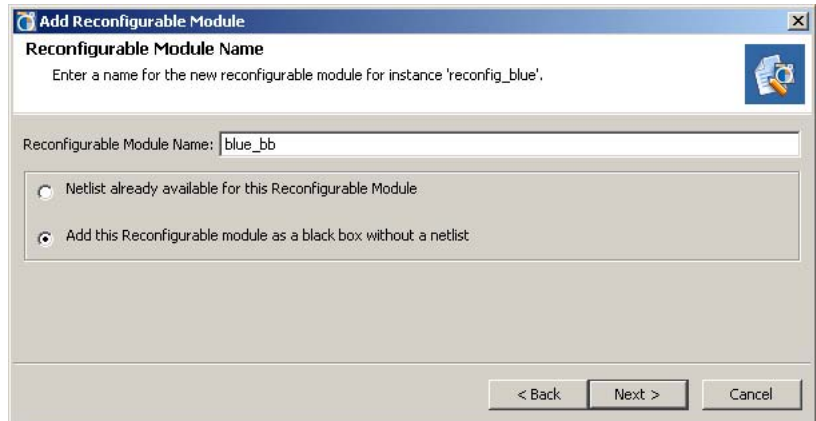 Add Reconfigurable Module
Reconfigurable Module Name
Enter a name for the new reconfigurable module for instance 'reconfig_blue'.
Reconfigurable Module Name: blue_bb
Netlist already available for this Reconfigurable Module
Add this Reconfigurable module as a black box without a netlist
< Back Next > Cancel